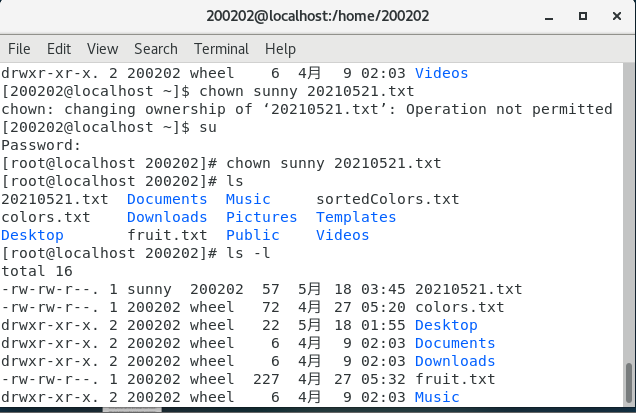 200202@localhost:/home/200202
File Edit View Search Terminal Help
drwxr-xr-x. 2 200202 wheel    6  4月   9 02:03 Videos
[200202@localhost ~]$ chown sunny 20210521.txt
chown: changing ownership of ‘20210521.txt’: Operation not permitted
[200202@localhost ~]$ su
Password:
[root@localhost 200202]# chown sunny 20210521.txt
[root@localhost 200202]# ls
20210521.txt  Documents  Music     sortedColors.txt
colors.txt    Downloads  Pictures  Templates
Desktop       fruit.txt  Public    Videos
[root@localhost 200202]# ls -l
total 16
-rw-rw-r--. 1 sunny  200202  57  5月  18 03:45 20210521.txt
-rw-rw-r--. 1 200202 wheel   72  4月  27 05:20 colors.txt
drwxr-xr-x. 2 200202 wheel   22  5月  18 01:55 Desktop
drwxr-xr-x. 2 200202 wheel    6  4月   9 02:03 Documents
drwxr-xr-x. 2 200202 wheel    6  4月   9 02:03 Downloads
-rw-rw-r--. 1 200202 wheel  227  4月  27 05:32 fruit.txt
drwxr-xr-x. 2 200202 wheel    6  4月   9 02:03 Music